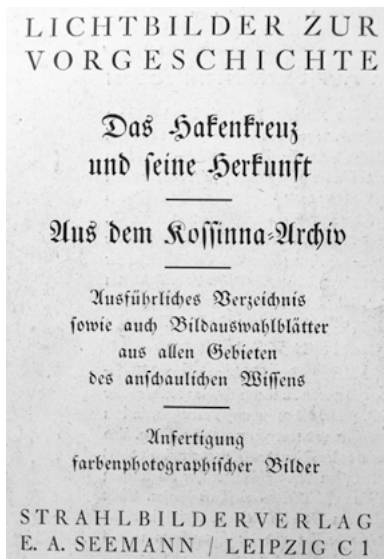 LICHTBILDER ZUR
VORGESCHICHTE
Das Hakenkreuz
und seine Herkunft
Aus dem Kossinna-Archiv
Ausführliches Verzeichnis
sowie auch Bildauswahlblätter
aus allen Gebieten
des anschaulichen Wissens
Anfertigung
farbenphotographischer Bilder
STRAHLBILDERVERLAG
E. A. SEEMANN / LEIPZIG C 1